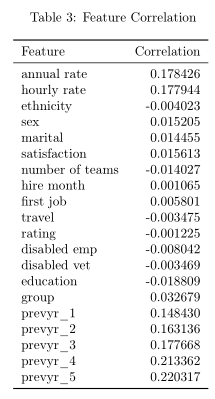 Table 3: Feature Correlation
Feature Correlation
annual rate 0.178426
hourly rate 0.177944
ethnicity -0.004023
sex 0.015205
marital 0.014455
satisfaction 0.015613
number of teams -0.014027
hire month 0.001065
first job 0.005801
travel -0.003475
rating -0.001225
disabled emp -0.008042
disabled vet -0.003469
education -0.018809
group 0.032679
prevyr_1 0.148430
prevyr_2 0.163136
prevyr_3 0.177668
prevyr_4 0.213362
prevyr_5 0.220317